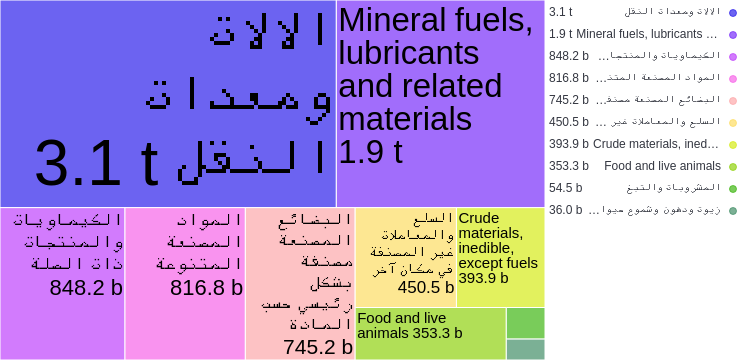 الالات
ومعدات
النقل 3.1 t
Mineral fuels,
lubricants
and related
materials
1.9 t
الكيماويات
والمنتجات
ذات الصلة
848.2 b
المواد
المصنعة
المتنوعة
816.8 b
البضائع
المصنعة
مصنفة
بشكل
رئيسي حسب
المادة
745.2 b
السلع
والمعاملات
غير المصنفة
في مكان آخر
450.5 b
Crude
materials,
inedible,
except fuels
393.9 b
Food and live
animals 353.3 b
3.1 t الالات ومعدات النقل
1.9 t Mineral fuels, lubricants ...
848.2 b الكيماويات والمنتجا...
816.8 b المواد المصنعة المتن...
745.2 b البضائع المصنعة مصنف...
450.5 b السلع والمعاملات غير ...
393.9 b Crude materials, ined...
353.3 b Food and live animals
54.5 b المشروبات والتبغ
36.0 b زيوت ودهون وشموع حيوا...